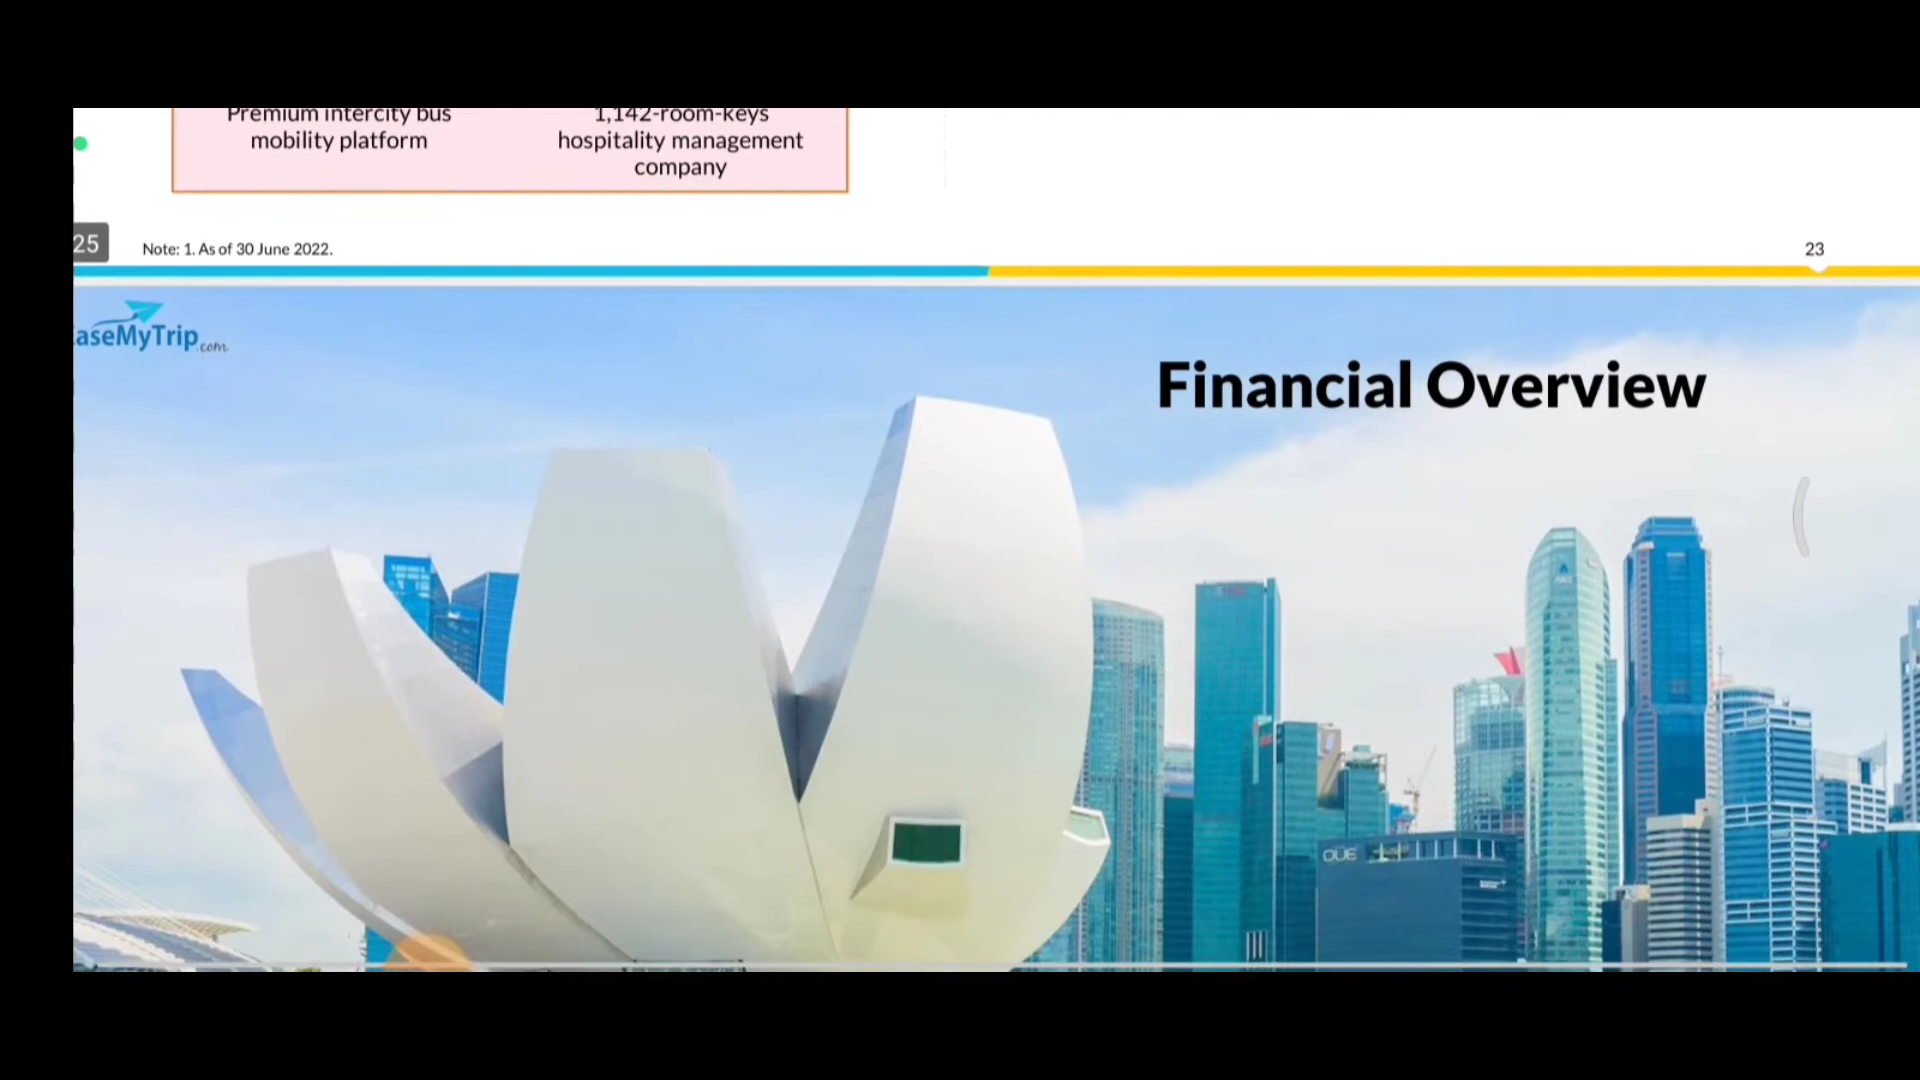 Premium intercity bus
mobility platform
1,142-room-keys
hospitality management
company
25
Note: 1. As of 30 June 2022.
23
aseMyTrip.com
Financial Overview
OUE